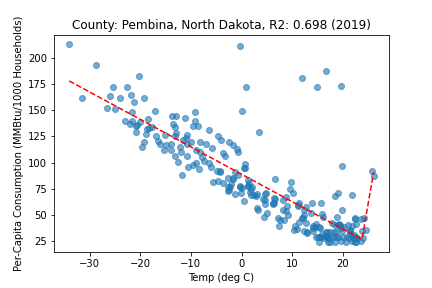 County: Pembina, North Dakota, R2: 0.698 (2019)
Per-Capita Consumption (MMBtu/1000 Households)
200
175
150
125
100
75
50
25
−30 −20 −10 0 10 20
Temp (deg C)